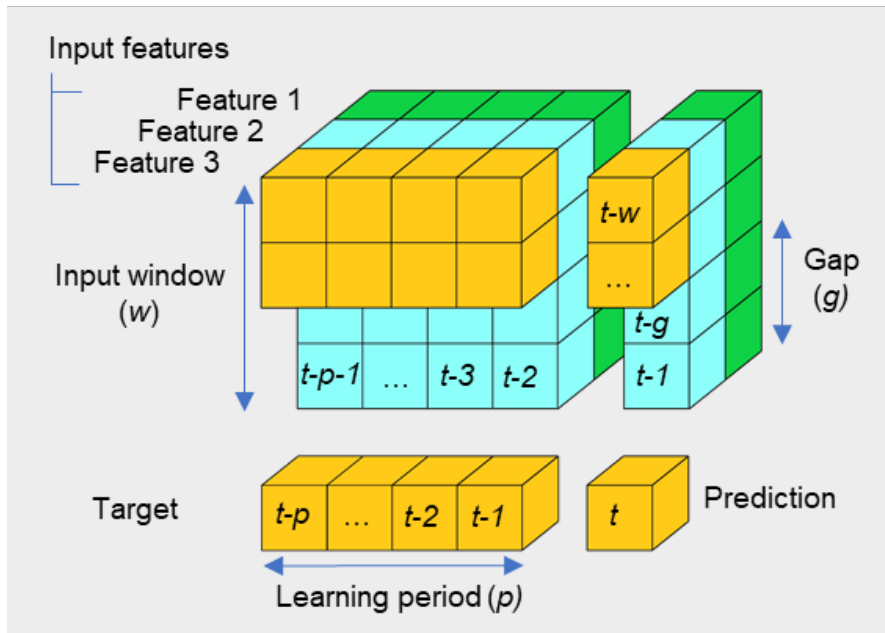 Input features
Feature 1
Feature 2
Feature 3
t-w
...
Input window
(w)
Gap
(g)
t-g
t-p-1 ... t-3 t-2 t-1
Target
t-p ... t-2 t-1 t
Prediction
Learning period (p)